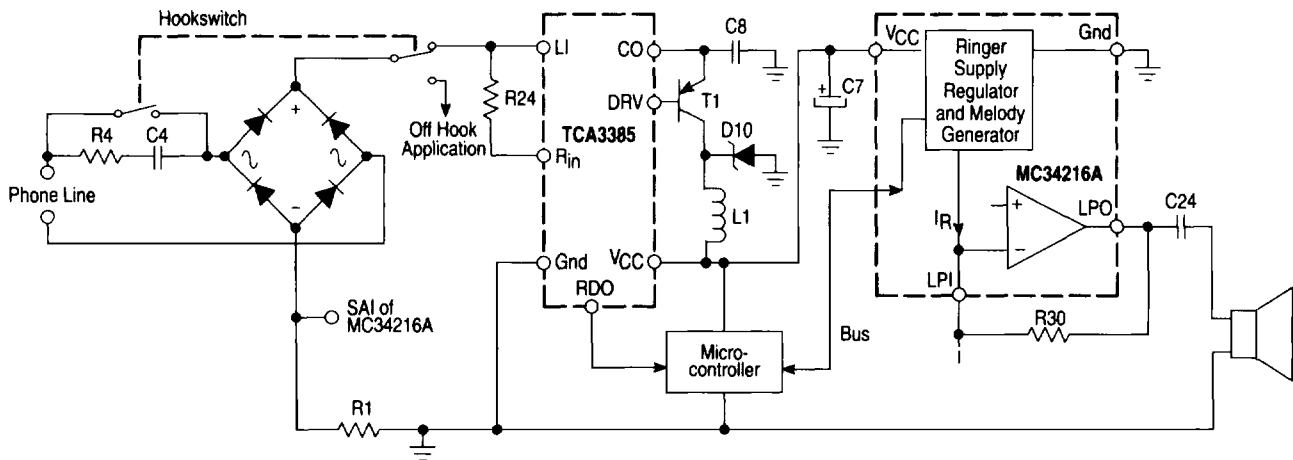 Hookswitch
R4
C4
Phone Line
+
−
Off Hook
Application
SAI of
MC34216A
R1
R24
LI
Rin
Gnd
RDO
TCA3385
CO
DRV
VCC
C8
T1
D10
L1
Micro-
controller
Bus
+
C7
VCC
Gnd
Ringer
Supply
Regulator
and Melody
Generator
MC34216A
IR
+
−
LPO
LPI
R30
C24